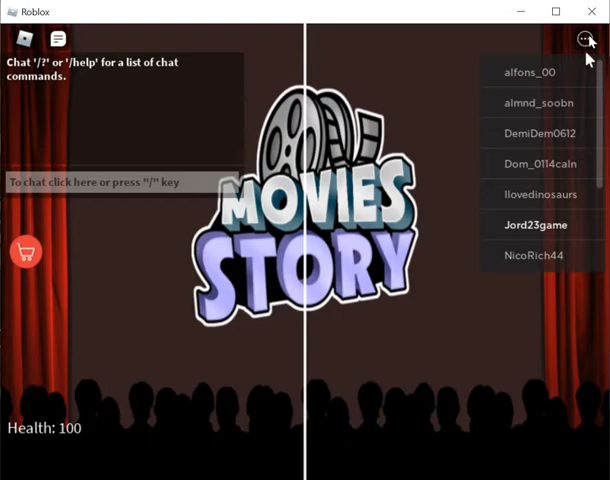 Roblox
Chat '/?' or '/help' for a list of chat
commands.
To chat click here or press "/" key
MOVIES
STORY
Health: 100
alfons_00
almnd_soobn
DemiDem0612
Dom_0114caln
Ilovedinosaurs
Jord23game
NicoRich44